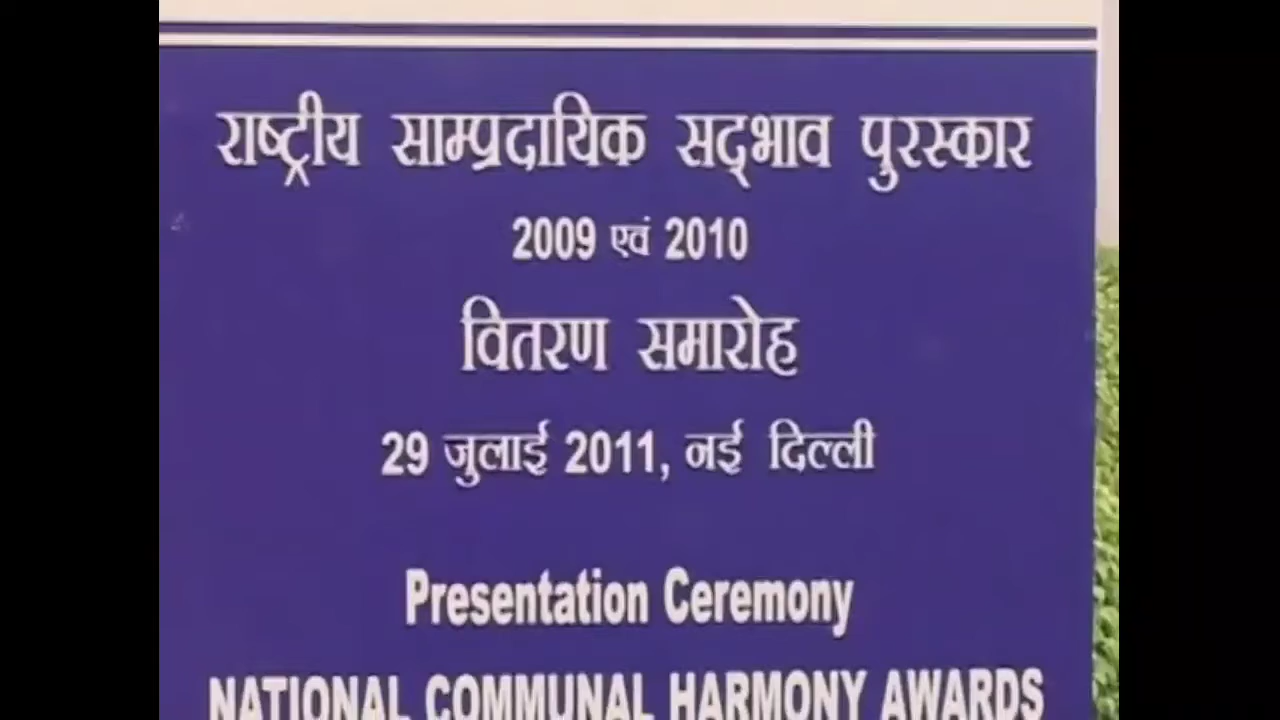 राष्ट्रीय साम्प्रदायिक सद्‌भाव पुरस्कार
2009 एवं 2010
वितरण समारोह
29 जुलाई 2011, नई दिल्ली
Presentation Ceremony
NATIONAL COMMUNAL HARMONY AWARDS